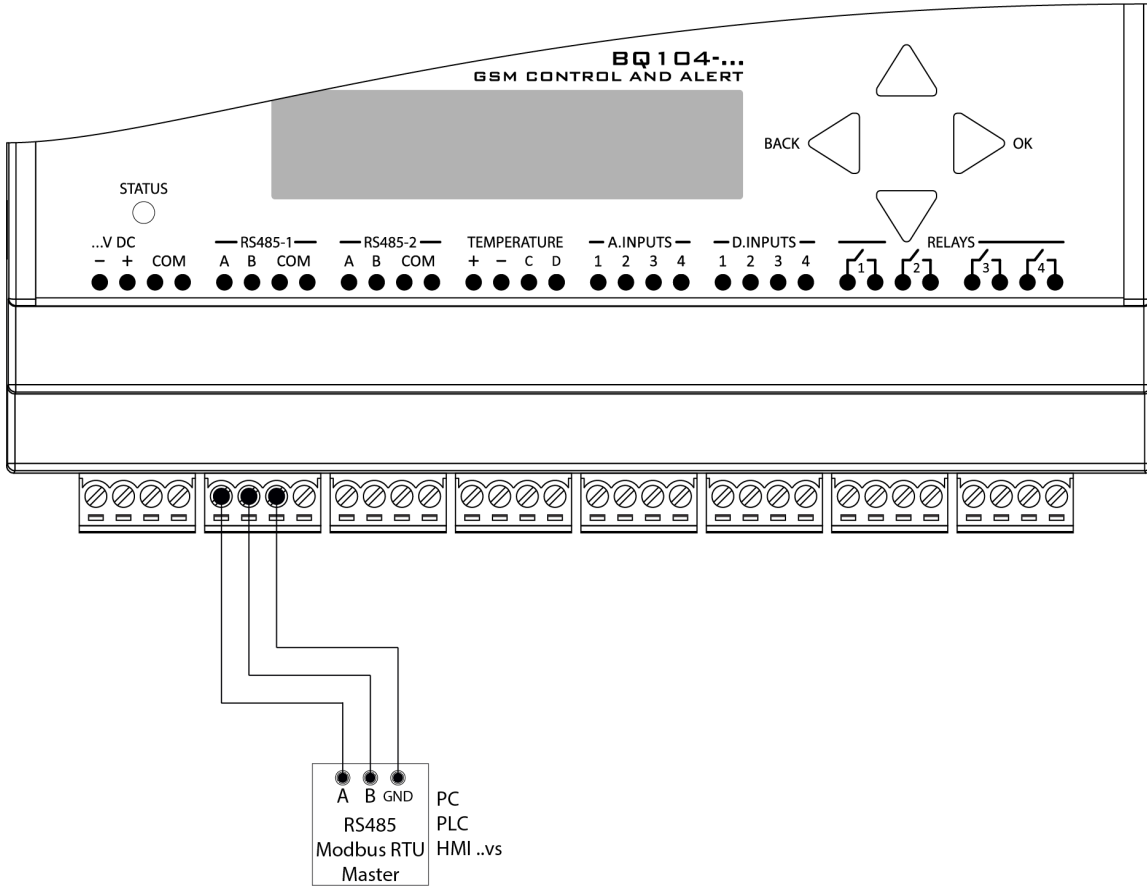 BQ104-...
GSM CONTROL AND ALERT
BACK
OK
STATUS
...V DC
RS485-1
RS485-2
TEMPERATURE
A.INPUTS
D.INPUTS
RELAYS
– + COM
A B COM
A B COM
+ – C D
1 2 3 4
1 2 3 4
1 2 3 4
A B GND
RS485
Modbus RTU
Master
PC
PLC
HMI ..vs